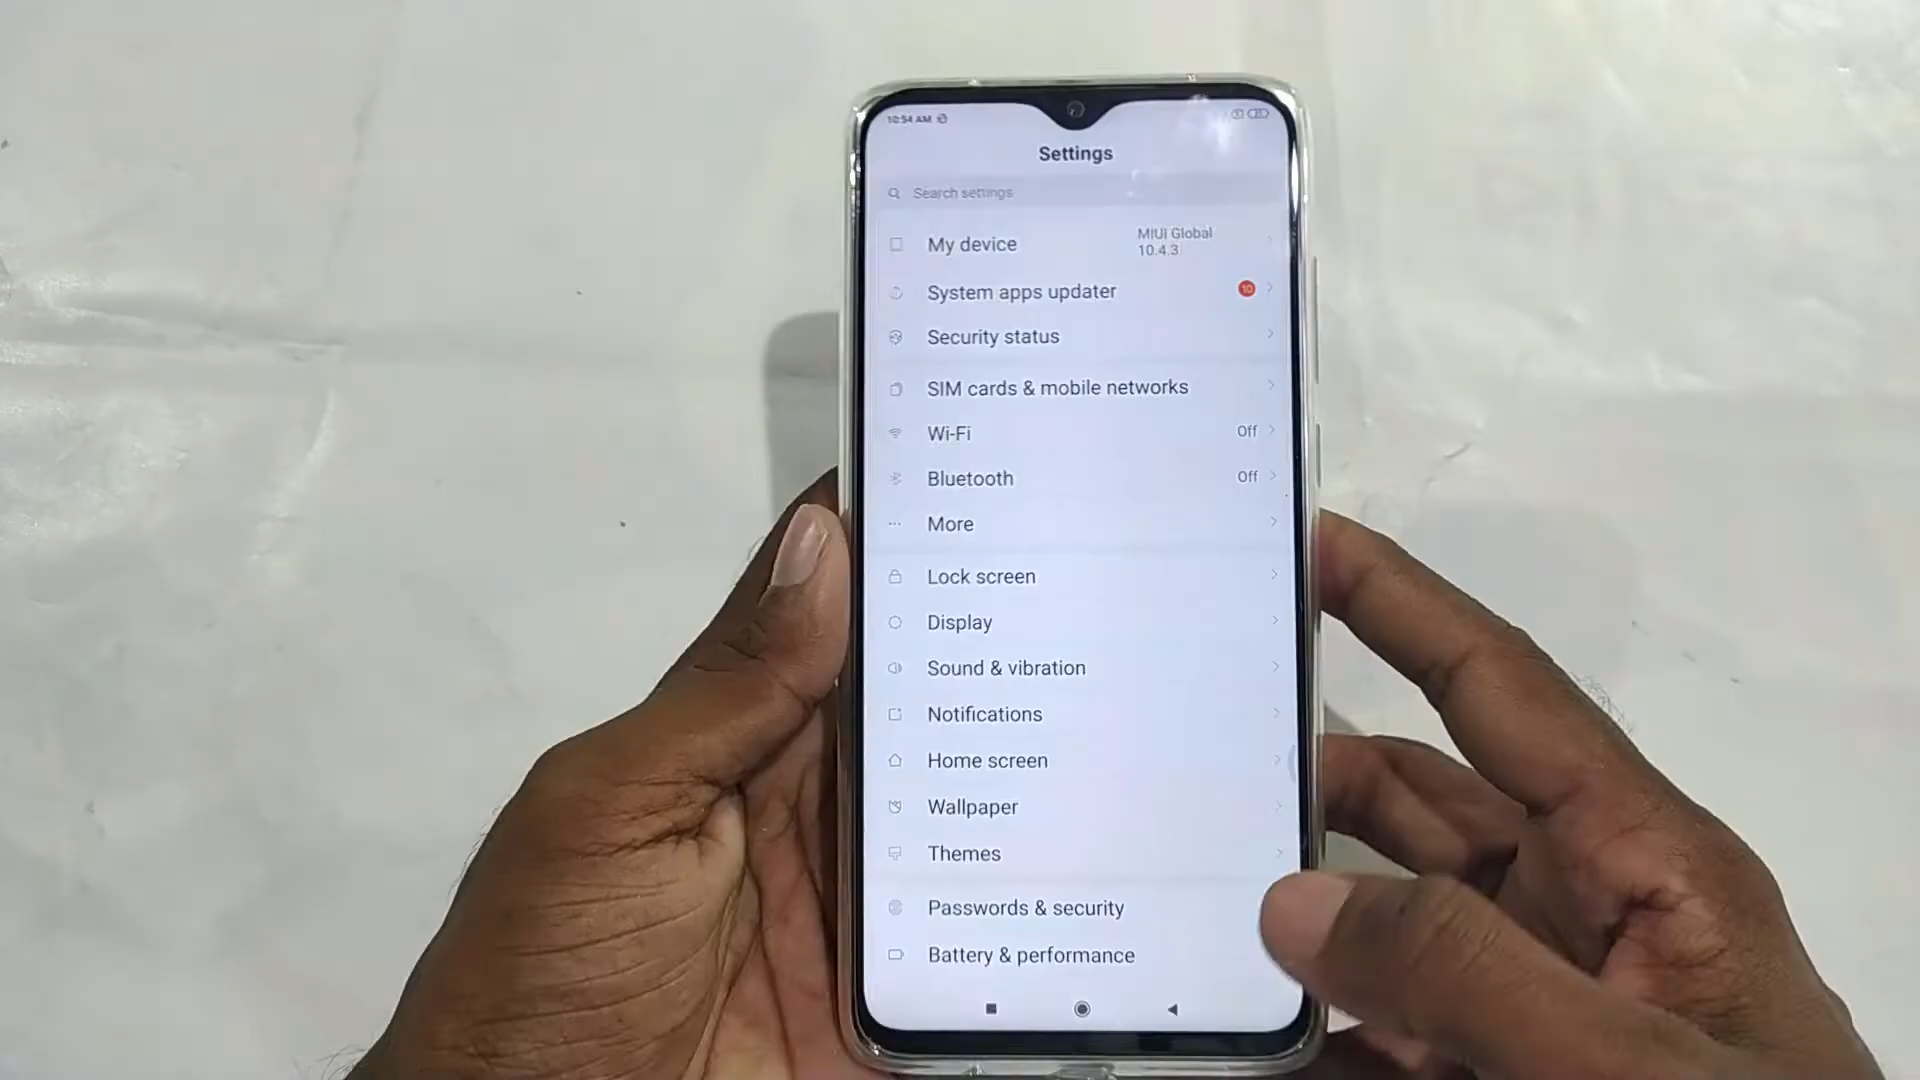 10:54 AM
Settings
Search settings
My device
MIUI Global
10.4.3
System apps updater
10
Security status
SIM cards & mobile networks
Wi-Fi
Off
Bluetooth
Off
More
Lock screen
Display
Sound & vibration
Notifications
Home screen
Wallpaper
Themes
Passwords & security
Battery & performance